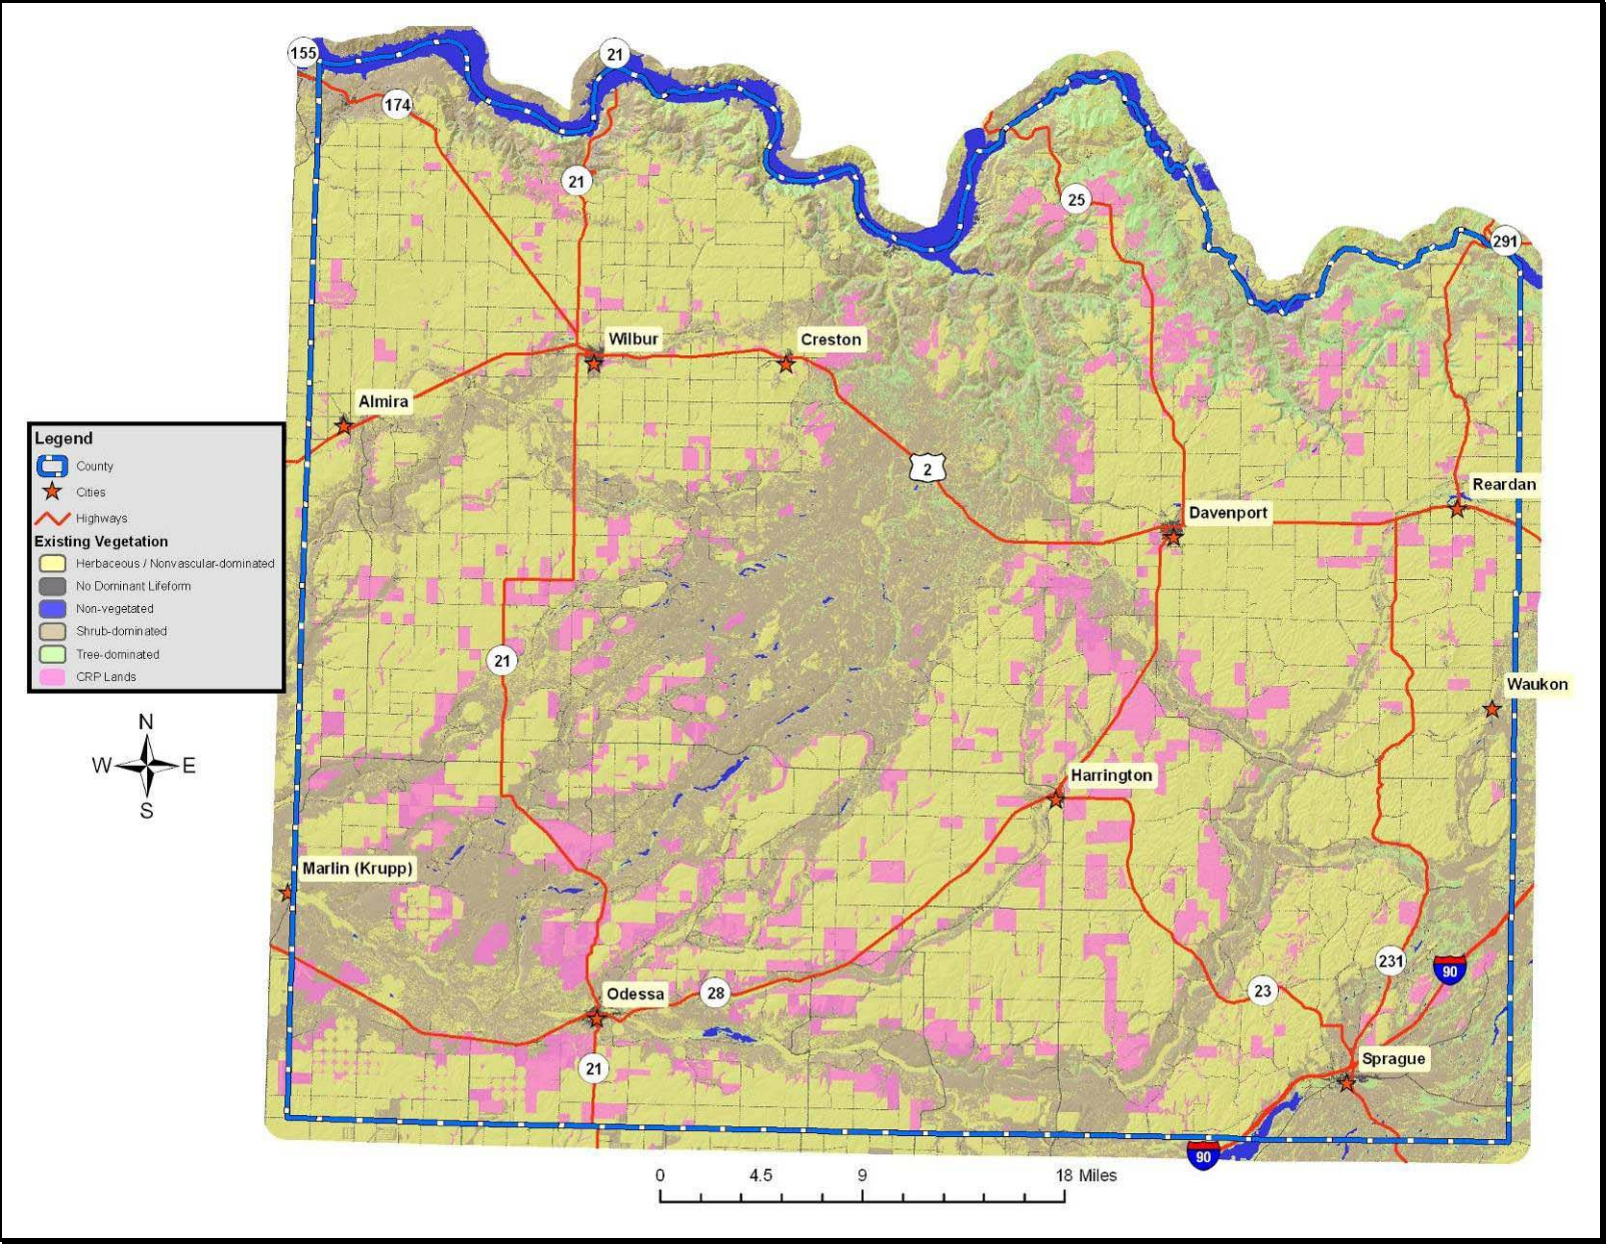 155
21
174
21
25
291
Wilbur
Creston
Almira
2
Reardan
Davenport
Legend
County
Cities
Highways
Existing Vegetation
Herbaceous / Nonvascular-dominated
No Dominant Lifeform
Non-vegetated
Shrub-dominated
Tree-dominated
CRP Lands
21
Waukon
N
W E
S
Harrington
Marlin (Krupp)
231
90
Odessa
28
23
21
Sprague
90
0 4.5 9 18 Miles